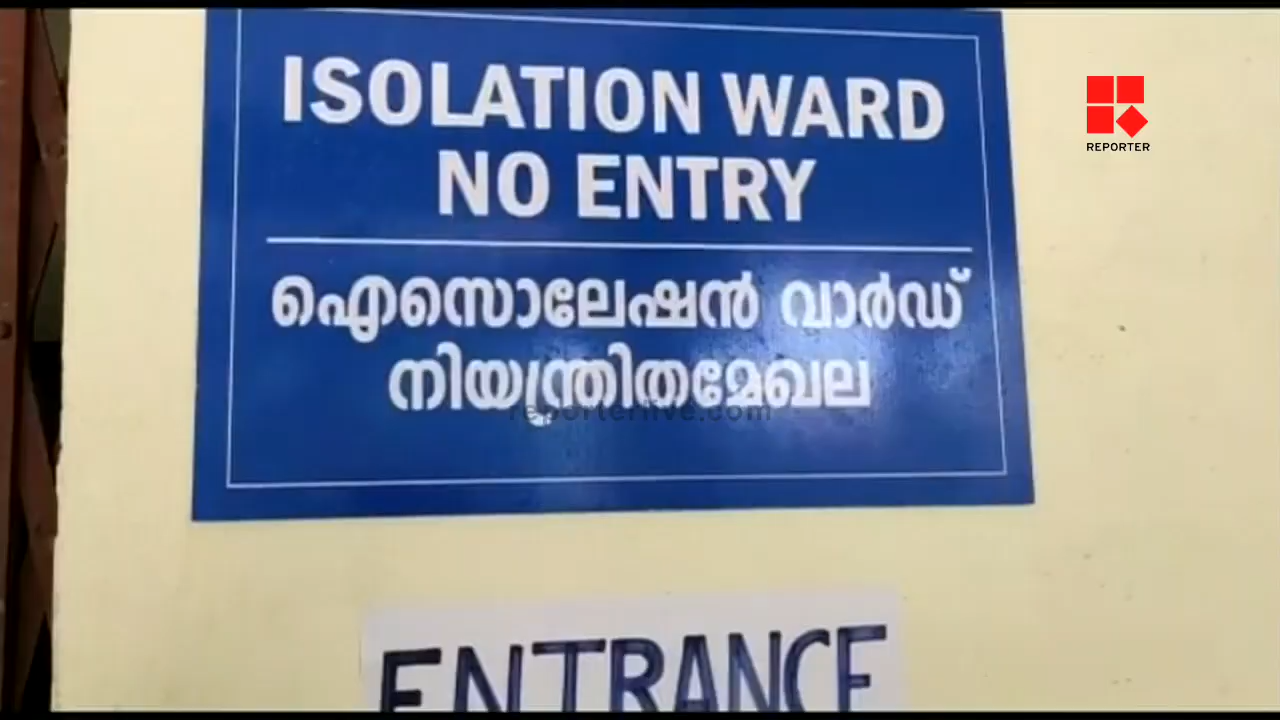 ISOLATION WARD
NO ENTRY
ഐസൊലേഷൻ വാർഡ്
നിയന്ത്രിതമേഖല
reporterlive.com
ENTRANCE
REPORTER